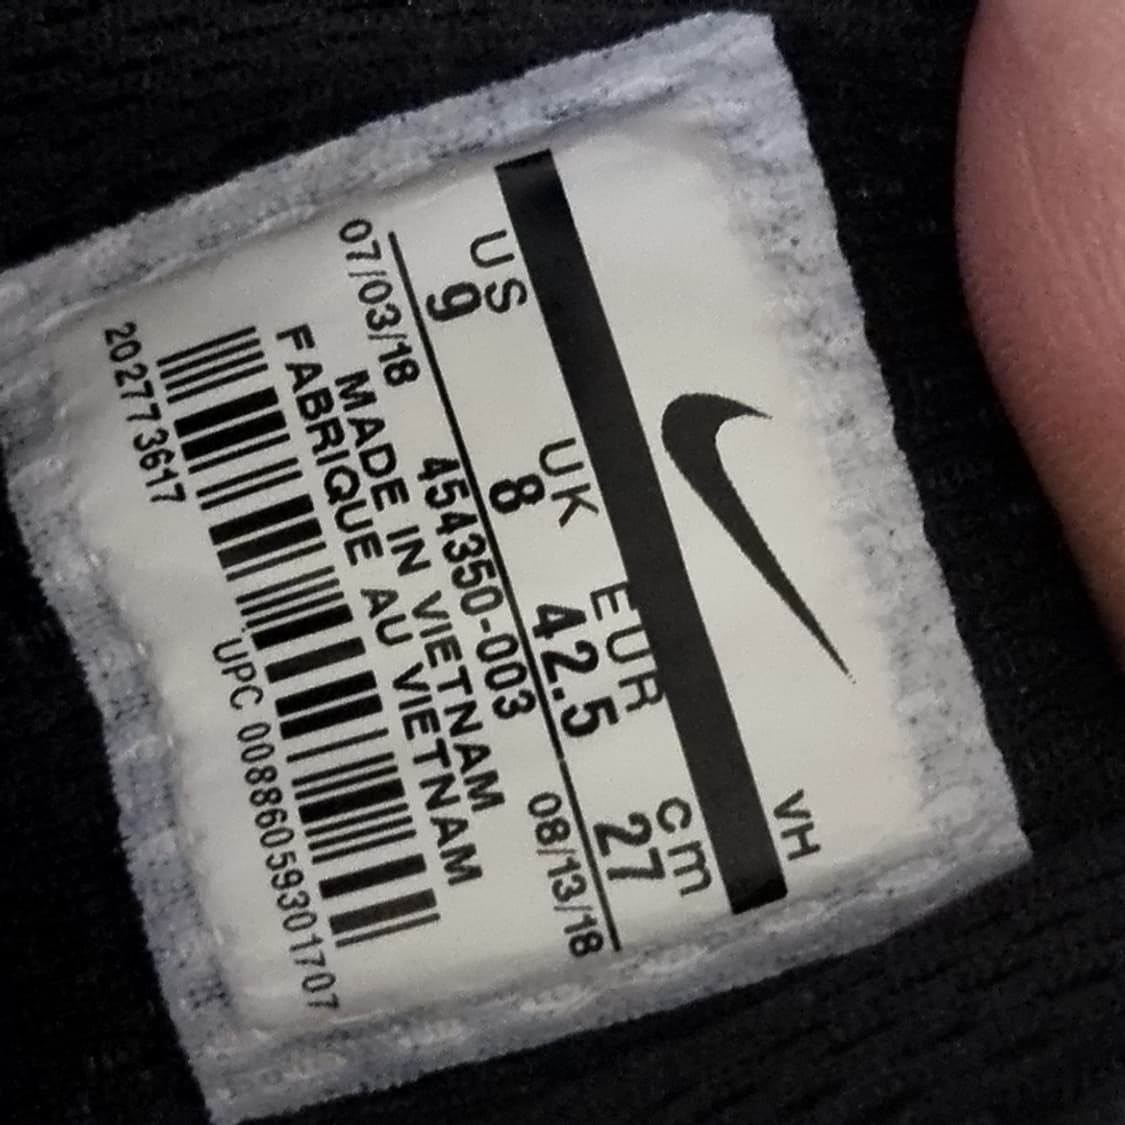 VH
US UK EUR cm
9 8 42.5 27
07/03/18 454350-003 08/13/18
MADE IN VIETNAM
FABRIQUE AU VIETNAM
2027773617 UPC 00886059301707